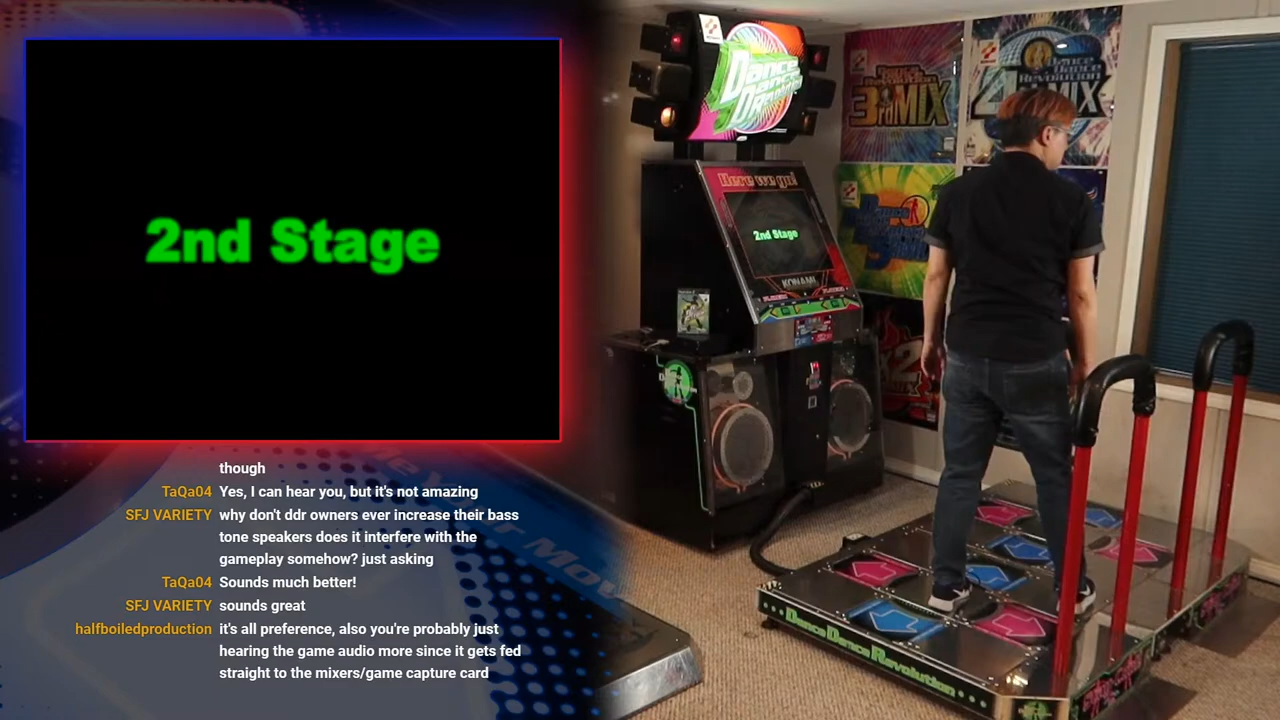 2nd Stage
though
TaQa04 Yes, I can hear you, but it's not amazing
SFJ VARIETY why don't ddr owners ever increase their bass
tone speakers does it interfere with the
gameplay somehow? just asking
TaQa04 Sounds much better!
SFJ VARIETY sounds great
halfboiledproduction it's all preference, also you're probably just
hearing the game audio more since it gets fed
straight to the mixers/game capture card
Dance
Dance
Revolution
Here we go!
2nd Stage
KONAMI
3rdMIX
Dance Dance
Revolution
4thMIX
Dance Dance Revolution